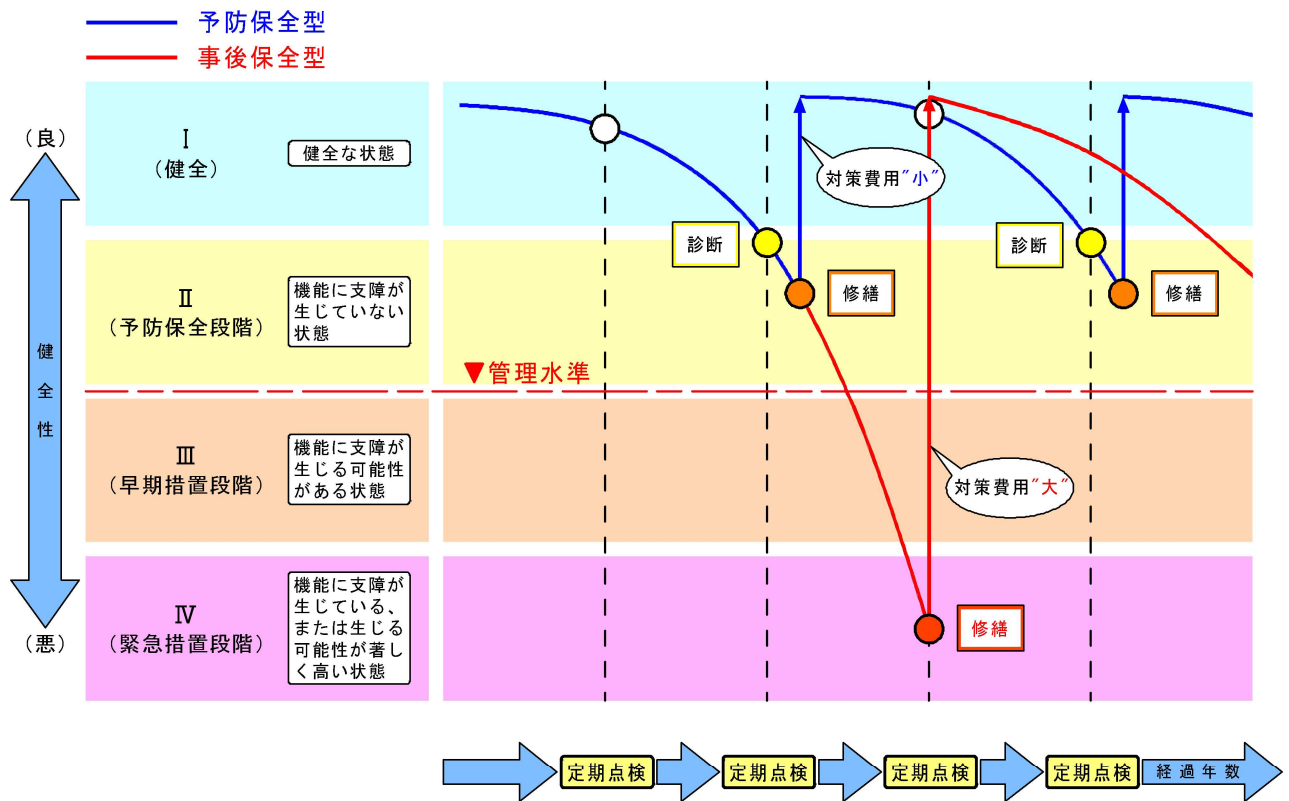 予防保全型
事後保全型
(良)
健全性
(悪)
Ⅰ
(健全)
健全な状態
Ⅱ
(予防保全段階)
機能に支障が
生じていない
状態
Ⅲ
(早期措置段階)
機能に支障が
生じる可能性
がある状態
Ⅳ
(緊急措置段階)
機能に支障が
生じている、
または生じる
可能性が著し
く高い状態
対策費用"小"
診断
修繕
診断
修繕
▼管理水準
対策費用"大"
修繕
定期点検
定期点検
定期点検
定期点検
経過年数